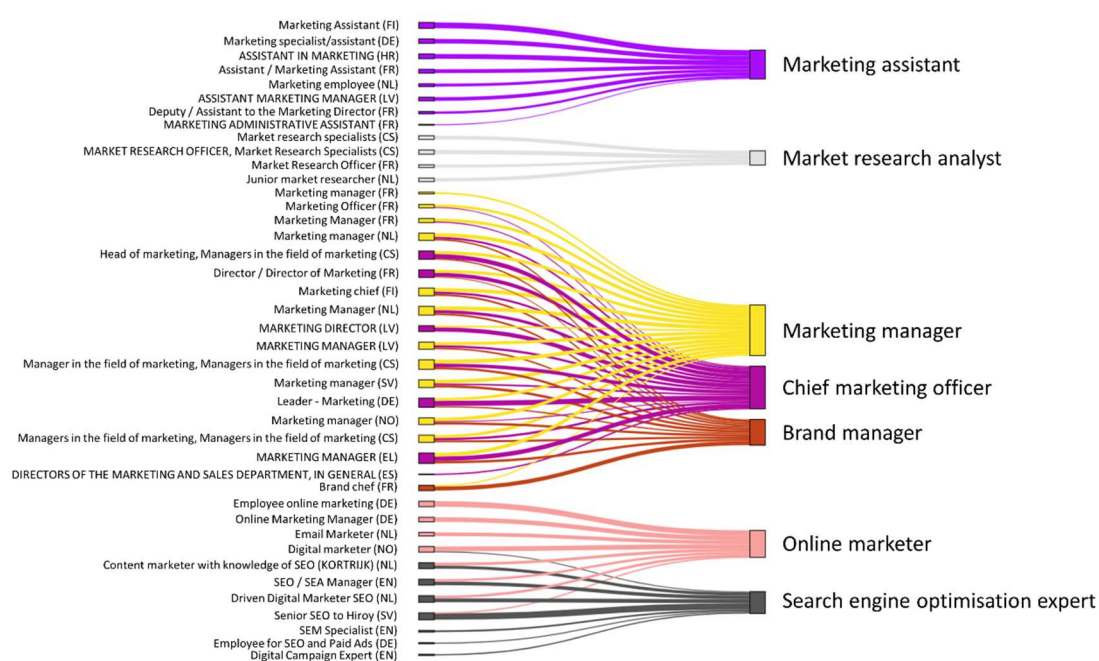 Marketing Assistant (FI)
Marketing specialist/assistant (DE)
ASSISTANT IN MARKETING (HR)
Assistant / Marketing Assistant (FR)
Marketing employee (NL)
ASSISTANT MARKETING MANAGER (LV)
Deputy / Assistant to the Marketing Director (FR)
MARKETING ADMINISTRATIVE ASSISTANT (FR)
Market research specialists (CS)
MARKET RESEARCH OFFICER, Market Research Specialists (CS)
Market Research Officer (FR)
Junior market researcher (NL)
Marketing manager (FR)
Marketing Officer (FR)
Marketing Manager (FR)
Marketing manager (NL)
Head of marketing, Managers in the field of marketing (CS)
Director / Director of Marketing (FR)
Marketing chief (FI)
Marketing Manager (NL)
MARKETING DIRECTOR (LV)
MARKETING MANAGER (LV)
Manager in the field of marketing, Managers in the field of marketing (CS)
Marketing manager (SV)
Leader - Marketing (DE)
Marketing manager (NO)
Managers in the field of marketing, Managers in the field of marketing (CS)
MARKETING MANAGER (EL)
DIRECTORS OF THE MARKETING AND SALES DEPARTMENT, IN GENERAL (ES)
Brand chef (FR)
Employee online marketing (DE)
Online Marketing Manager (DE)
Email Marketer (NL)
Digital marketer (NO)
Content marketer with knowledge of SEO (KORTRIJK) (NL)
SEO / SEA Manager (EN)
Driven Digital Marketer SEO (NL)
Senior SEO to Hiroy (SV)
SEM Specialist (EN)
Employee for SEO and Paid Ads (DE)
Digital Campaign Expert (EN)
Marketing assistant
Market research analyst
Marketing manager
Chief marketing officer
Brand manager
Online marketer
Search engine optimisation expert